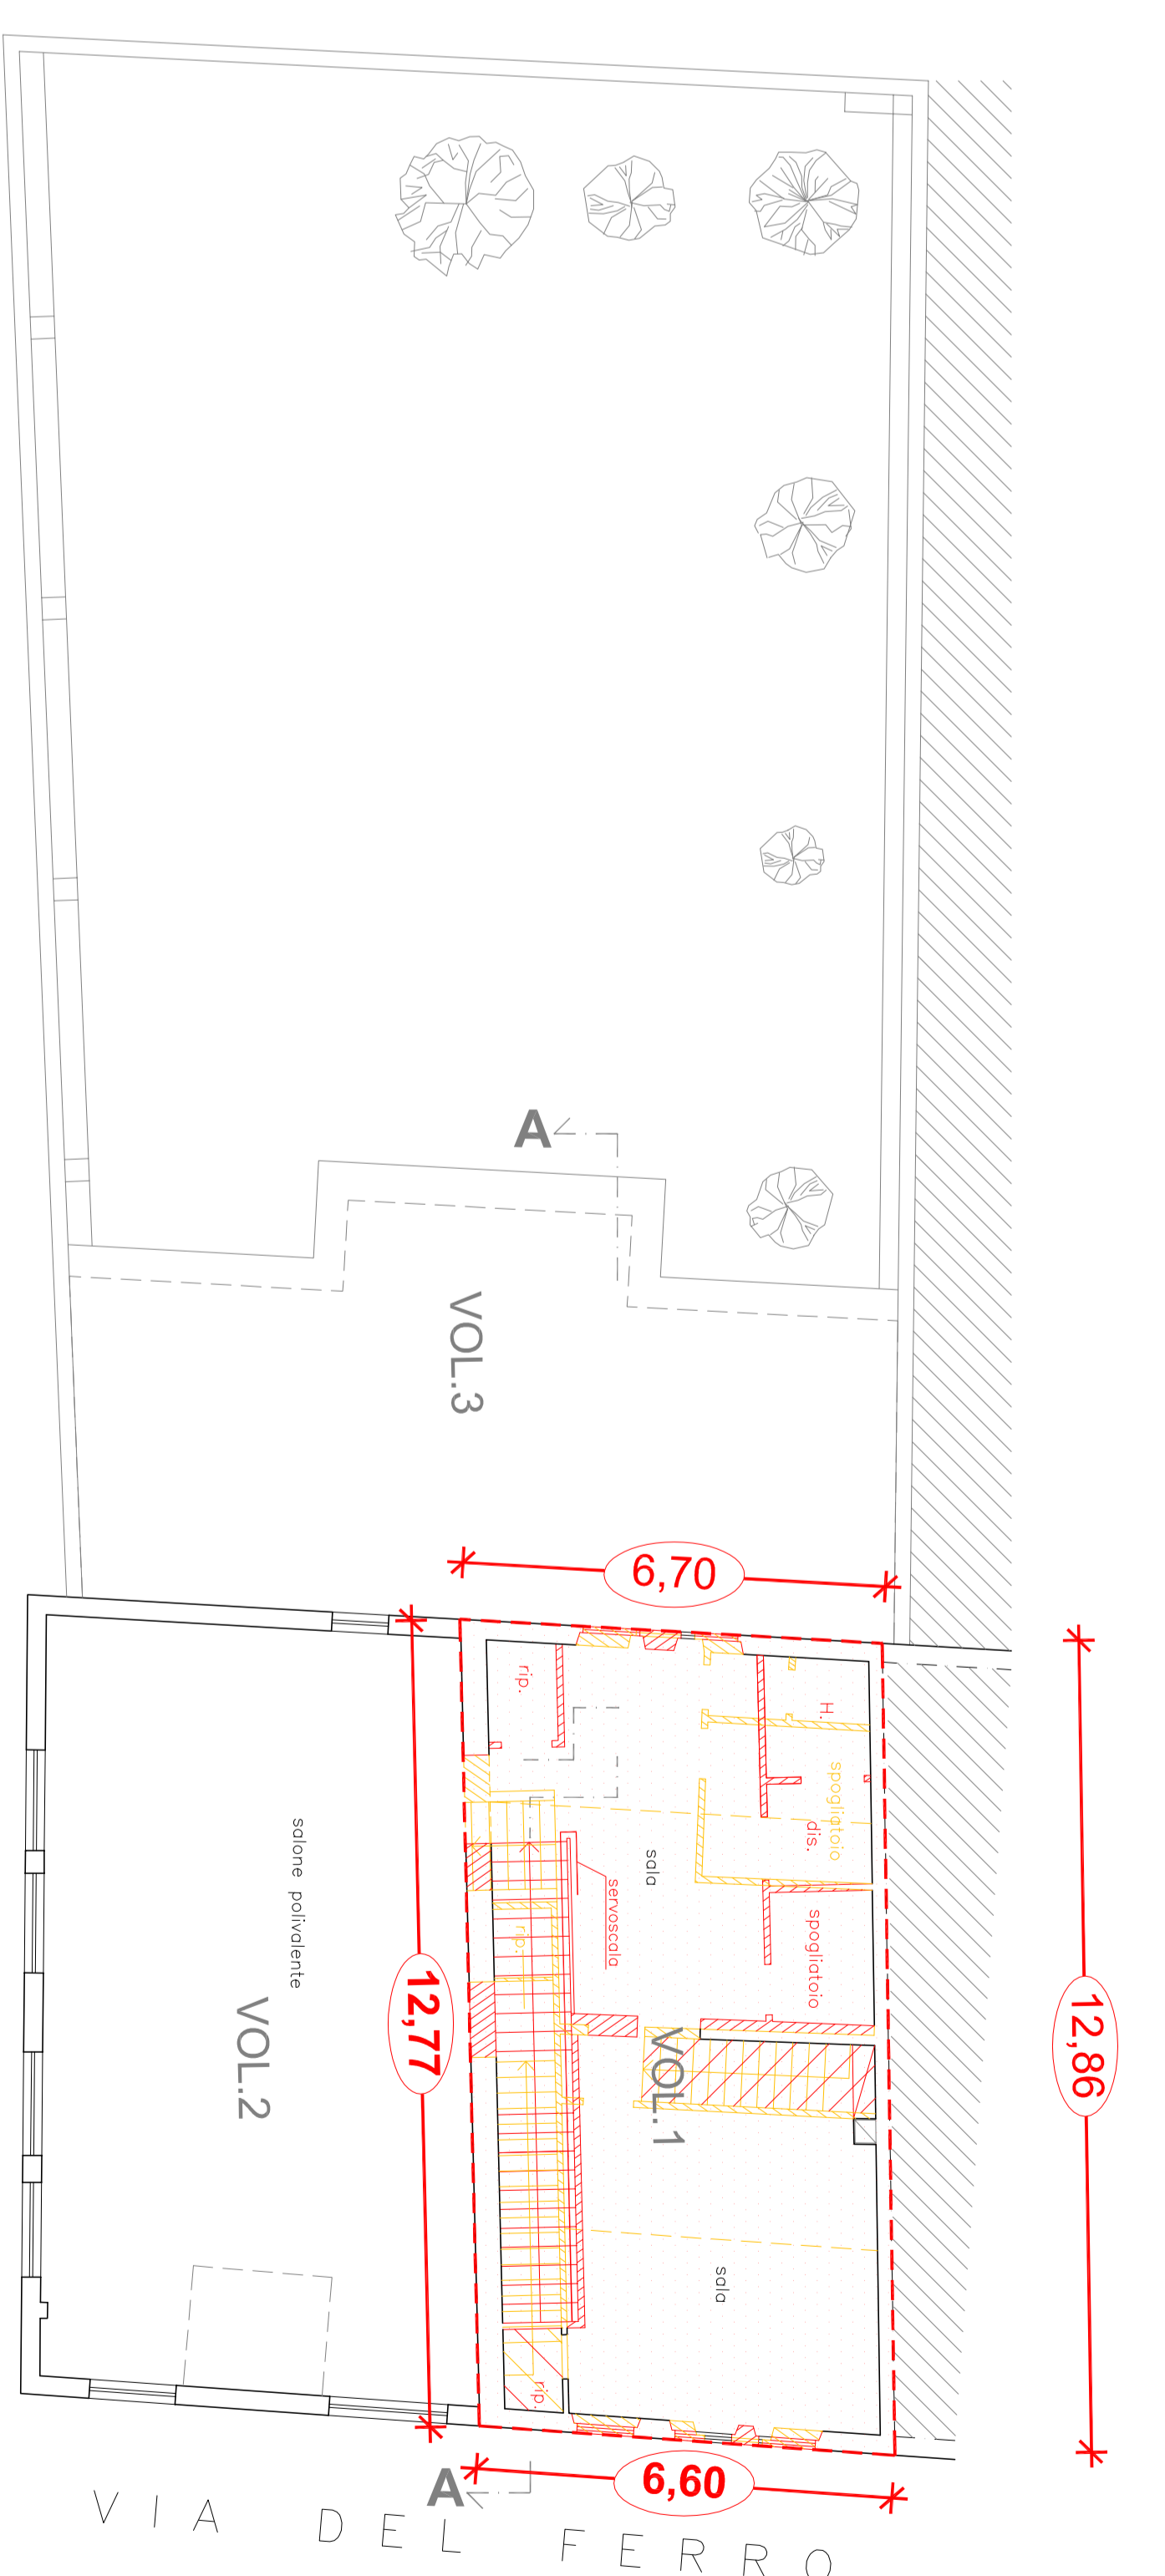 A
VOL.3
6,70
rip.
H.
spogliatoio
dis.
sala
servoscala
spogliatoio
rip.
salone polivalente
VOL.2
12,77
12,86
VOL.1
sala
rip.
6,60
A
VIA DEL FERRO